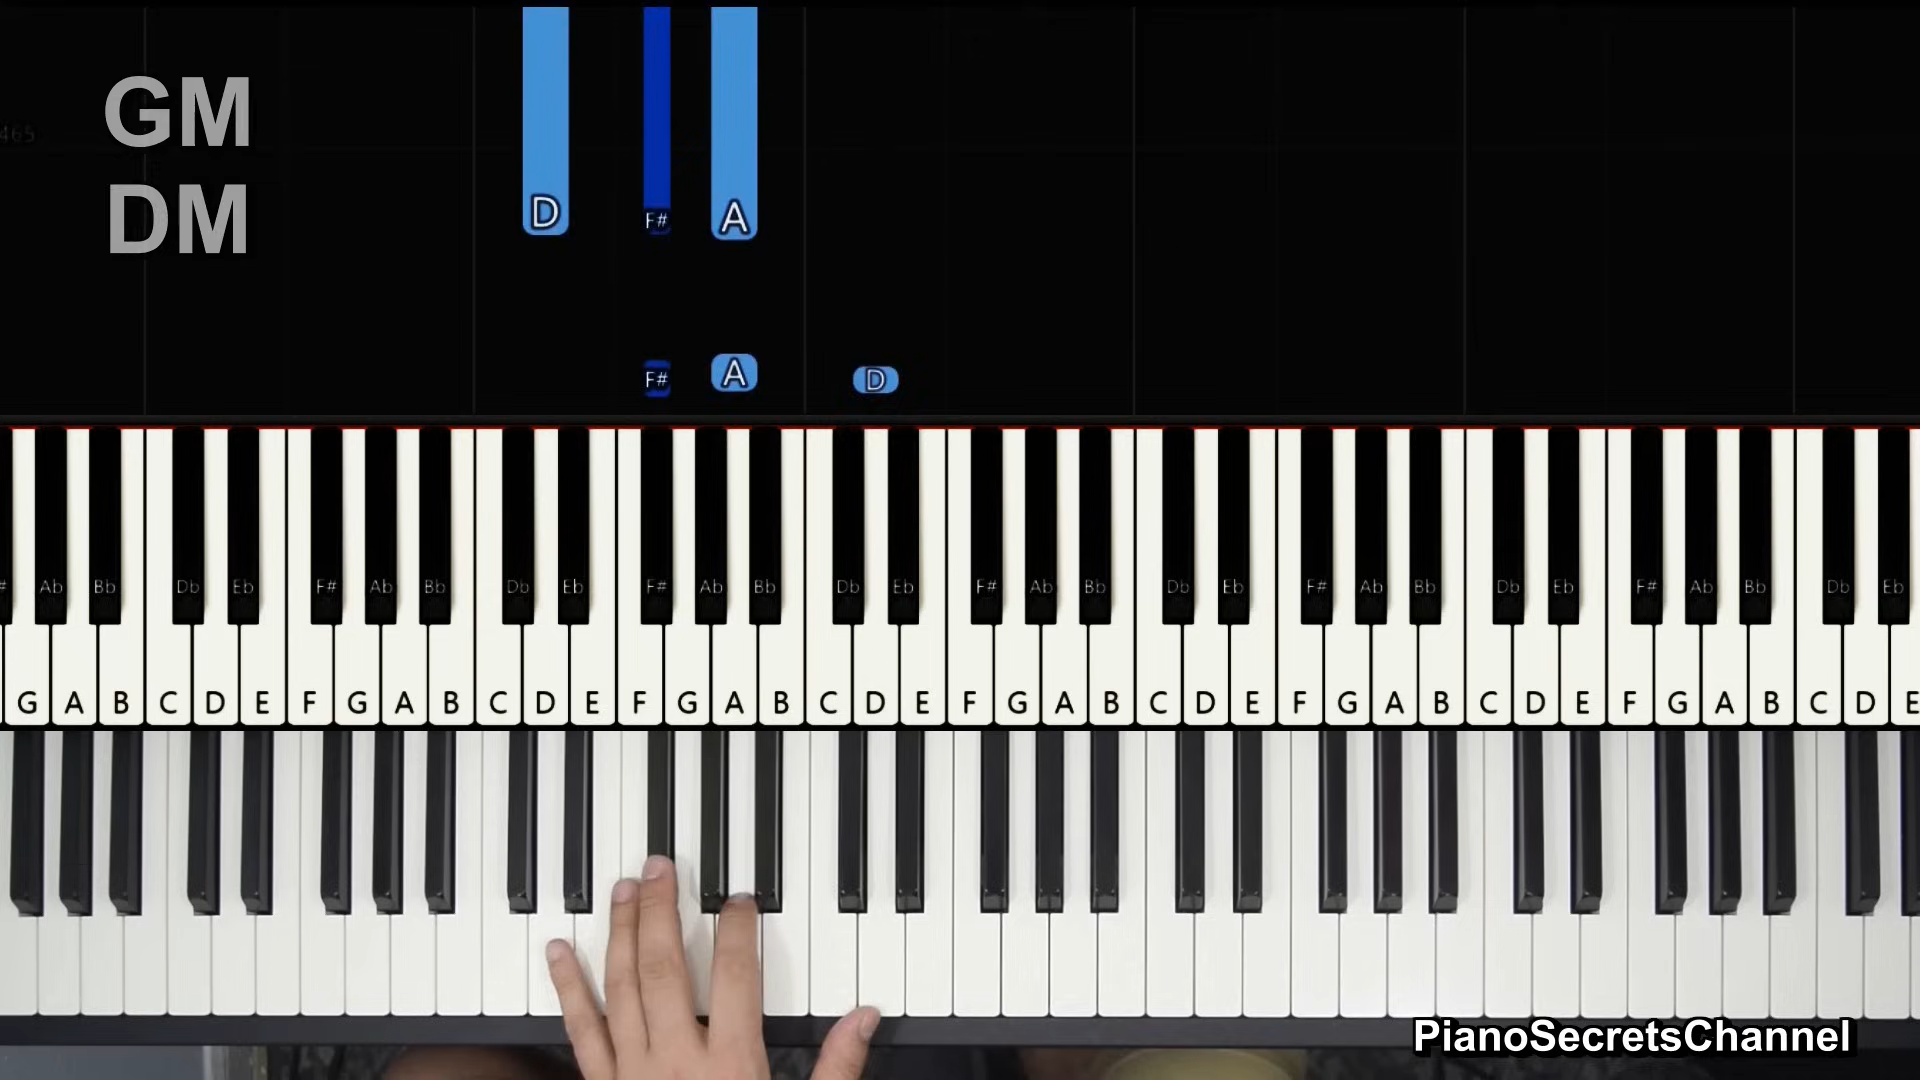 GM
465
DM
D F# A
F# A D
# Ab Bb Db Eb F# Ab Bb Db Eb F# Ab Bb Db Eb F# Ab Bb Db Eb F# Ab Bb Db Eb F# Ab Bb Db Eb
G A B C D E F G A B C D E F G A B C D E F G A B C D E F G A B C D E F G A B C D E
PianoSecretsChannel